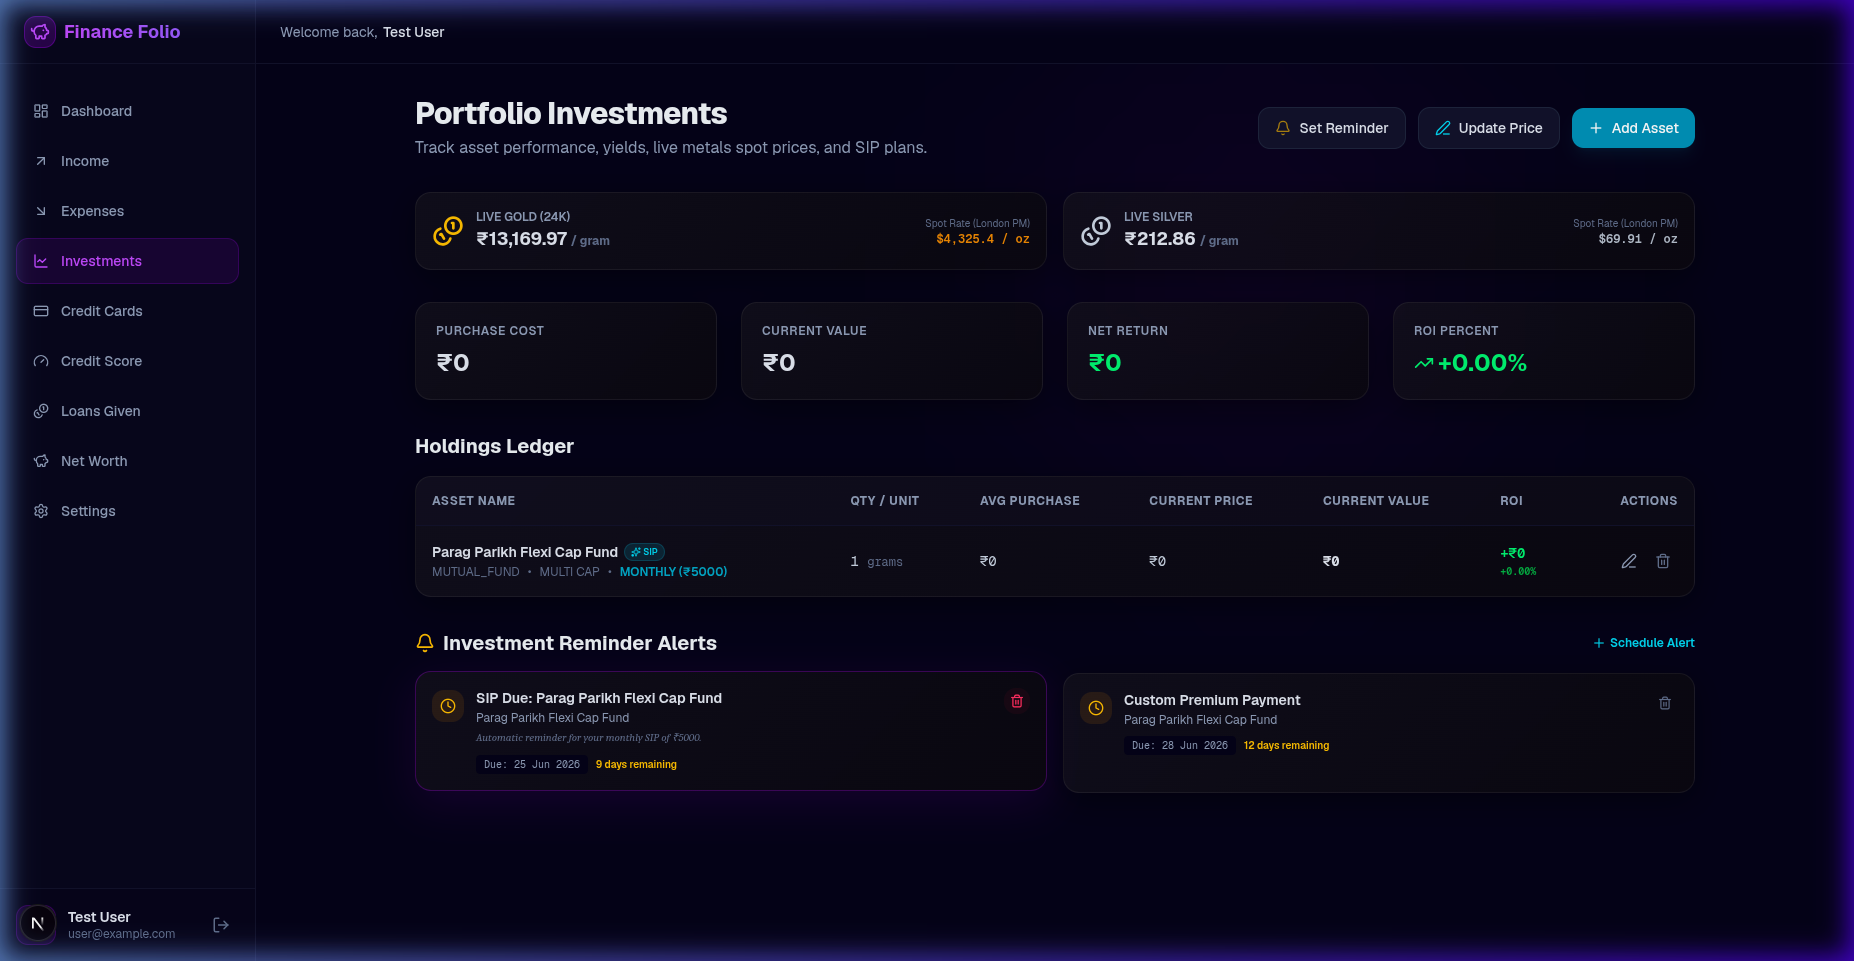 Finance Folio
Welcome back, Test User
Dashboard
Income
Expenses
Investments
Credit Cards
Credit Score
Loans Given
Net Worth
Settings
Portfolio Investments
Track asset performance, yields, live metals spot prices, and SIP plans.
Set Reminder
Update Price
Add Asset
LIVE GOLD (24K)
₹13,169.97 / gram
Spot Rate (London PM)
$4,325.4 / oz
LIVE SILVER
₹212.86 / gram
Spot Rate (London PM)
$69.91 / oz
PURCHASE COST
₹0
CURRENT VALUE
₹0
NET RETURN
₹0
ROI PERCENT
+0.00%
Holdings Ledger
ASSET NAME QTY / UNIT AVG PURCHASE CURRENT PRICE CURRENT VALUE ROI ACTIONS
Parag Parikh Flexi Cap Fund SIP
MUTUAL_FUND • MULTI CAP • MONTHLY (₹5000)
1 grams
₹0
₹0
₹0
+₹0
+0.00%
Investment Reminder Alerts
Schedule Alert
SIP Due: Parag Parikh Flexi Cap Fund
Parag Parikh Flexi Cap Fund
Automatic reminder for your monthly SIP of ₹5000.
Due: 25 Jun 2026 9 days remaining
Custom Premium Payment
Parag Parikh Flexi Cap Fund
Due: 28 Jun 2026 12 days remaining
N
Test User
user@example.com